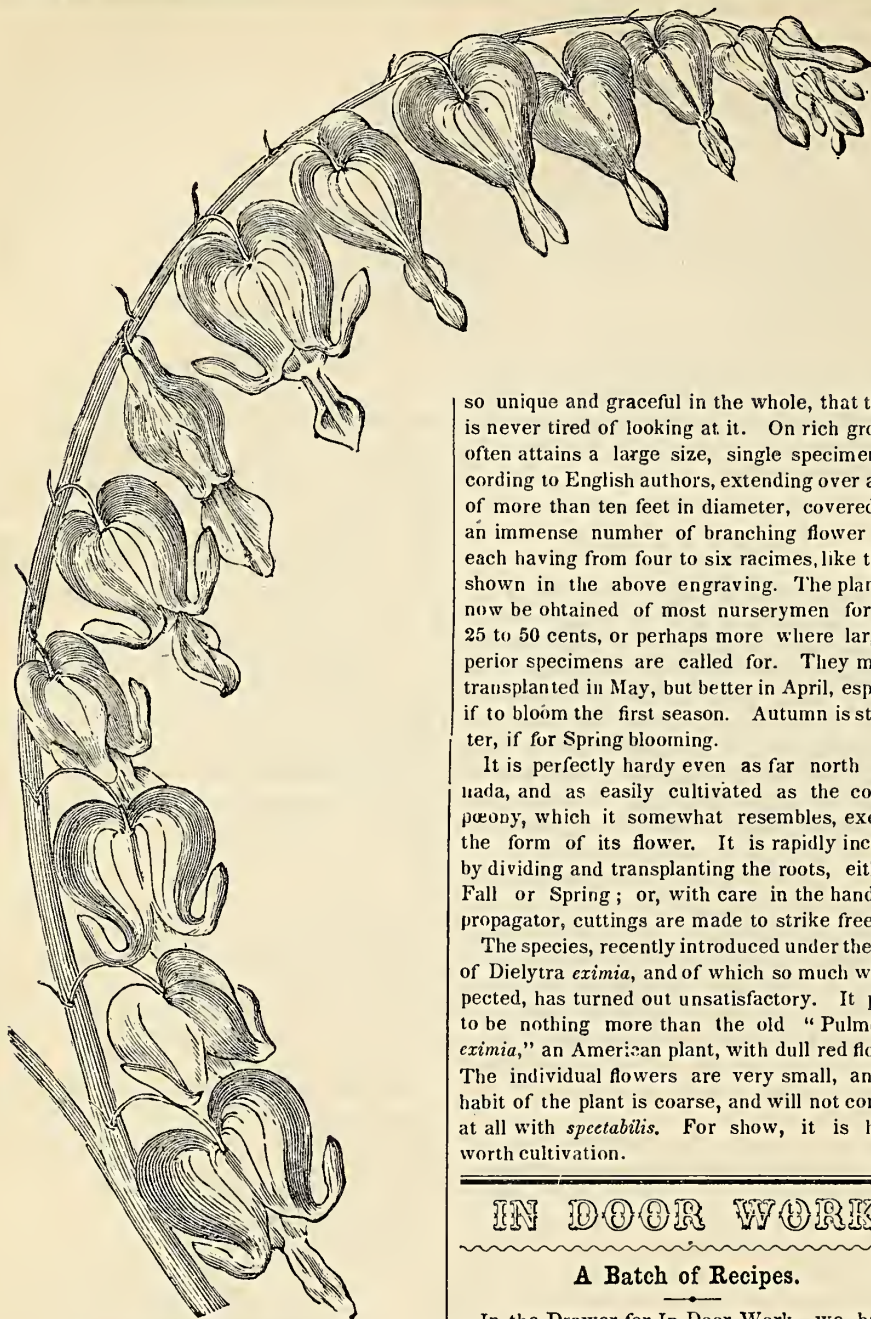 so unique and graceful in the whole, that t
is never tired of looking at it. On rich gro
often attains a large size, single specimen
cording to English authors, extending over a
of more than ten feet in diameter, covered
an immense number of branching flower
each having from four to six racimes, like t
shown in the above engraving. The plan
now be obtained of most nurserymen for
25 to 50 cents, or perhaps more where lar
perior specimens are called for. They m
transplanted in May, but better in April, esp
if to bloom the first season. Autumn is st
ter, if for Spring blooming.
It is perfectly hardy even as far north
nada, and as easily cultivated as the co
pœony, which it somewhat resembles, exc
the form of its flower. It is rapidly inc
by dividing and transplanting the roots, eit
Fall or Spring; or, with care in the hand
propagator, cuttings are made to strike free
The species, recently introduced under the
of Dielytra eximia, and of which so much w
pected, has turned out unsatisfactory. It p
to be nothing more than the old "Pulm
eximia," an American plant, with dull red flo
The individual flowers are very small, an
habit of the plant is coarse, and will not co
at all with spectabilis. For show, it is h
worth cultivation.
IN DOOR WORK
A Batch of Recipes.
In the Drawer for In-Door Work, we h